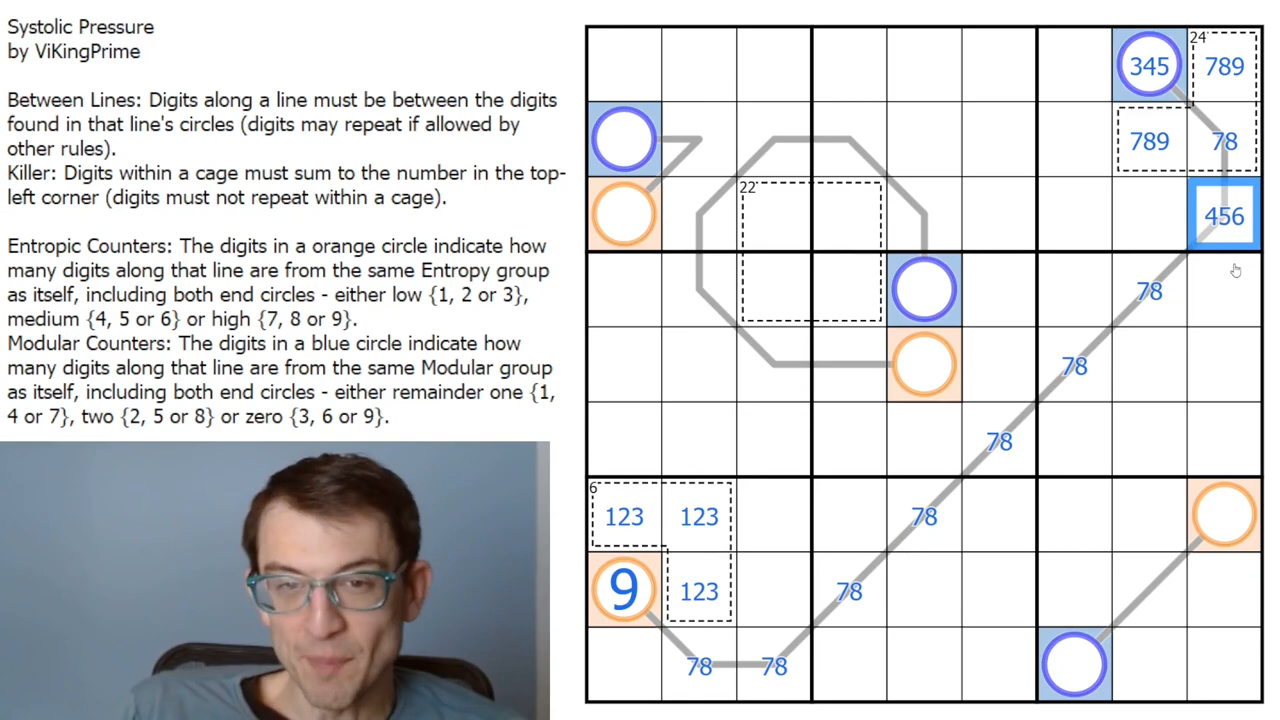 Systolic Pressure
by ViKingPrime
Between Lines: Digits along a line must be between the digits
found in that line's circles (digits may repeat if allowed by
other rules).
Killer: Digits within a cage must sum to the number in the top-
left corner (digits must not repeat within a cage).
Entropic Counters: The digits in a orange circle indicate how
many digits along that line are from the same Entropy group
as itself, including both end circles - either low {1, 2 or 3},
medium {4, 5 or 6} or high {7, 8 or 9}.
Modular Counters: The digits in a blue circle indicate how
many digits along that line are from the same Modular group
as itself, including both end circles - either remainder one {1,
4 or 7}, two {2, 5 or 8} or zero {3, 6 or 9}.
24
345 789
789 78
22
456
78
78
78
6
123 123 78
9 123 78
78 78